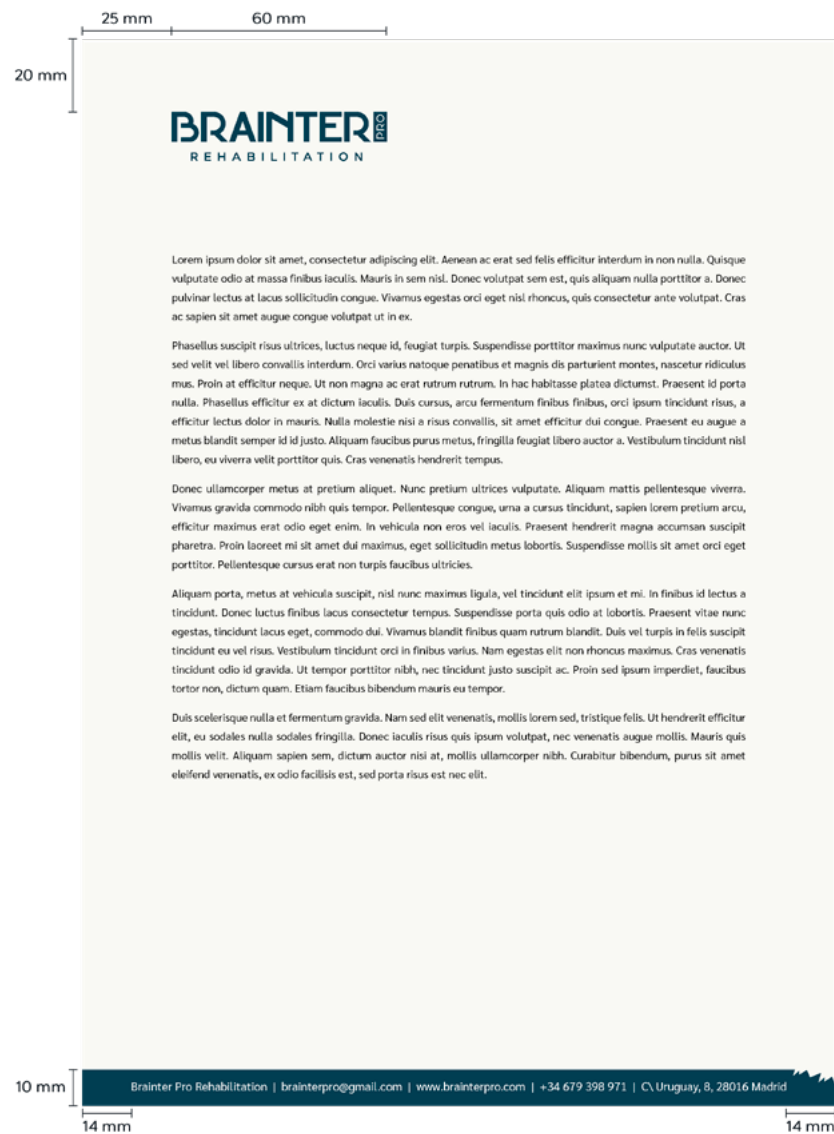 25 mm 60 mm
20 mm
BRAINTER PRO
REHABILITATION
Lorem ipsum dolor sit amet, consectetur adipiscing elit. Aenean ac erat sed felis efficitur interdum in non nulla. Quisque
vulputate odio at massa finibus iaculis. Mauris in sem nisl. Donec volutpat sem est, quis aliquam nulla porttitor a. Donec
pulvinar lectus at lacus sollicitudin congue. Vivamus egestas orci eget nisl rhoncus, quis consectetur ante volutpat. Cras
ac sapien sit amet augue congue volutpat ut in ex.
Phasellus suscipit risus ultrices, luctus neque id, feugiat turpis. Suspendisse porttitor maximus nunc vulputate auctor. Ut
sed velit vel libero convallis interdum. Orci varius natoque penatibus et magnis dis parturient montes, nascetur ridiculus
mus. Proin at efficitur neque. Ut non magna ac erat rutrum rutrum. In hac habitasse platea dictumst. Praesent id porta
nulla. Phasellus efficitur ex at dictum iaculis. Duis cursus, arcu fermentum finibus finibus, orci ipsum tincidunt risus, a
efficitur lectus dolor in mauris. Nulla molestie nisi a risus convallis, sit amet efficitur dui congue. Praesent eu augue a
metus blandit semper id id justo. Aliquam faucibus purus metus, fringilla feugiat libero auctor a. Vestibulum tincidunt nisl
libero, eu viverra velit porttitor quis. Cras venenatis hendrerit tempus.
Donec ullamcorper metus at pretium aliquet. Nunc pretium ultrices vulputate. Aliquam mattis pellentesque viverra.
Vivamus gravida commodo nibh quis tempor. Pellentesque congue, urna a cursus tincidunt, sapien lorem pretium arcu,
efficitur maximus erat odio eget enim. In vehicula non eros vel iaculis. Praesent hendrerit magna accumsan suscipit
pharetra. Proin laoreet mi sit amet dui maximus, eget sollicitudin metus lobortis. Suspendisse mollis sit amet orci eget
porttitor. Pellentesque cursus erat non turpis faucibus ultricies.
Aliquam porta, metus at vehicula suscipit, nisl nunc maximus ligula, vel tincidunt elit ipsum et mi. In finibus id lectus a
tincidunt. Donec luctus finibus lacus consectetur tempus. Suspendisse porta quis odio at lobortis. Praesent vitae nunc
egestas, tincidunt lacus eget, commodo dui. Vivamus blandit finibus quam rutrum blandit. Duis vel turpis in felis suscipit
tincidunt eu vel risus. Vestibulum tincidunt orci in finibus varius. Nam egestas elit non rhoncus maximus. Cras venenatis
tincidunt odio id gravida. Ut tempor porttitor nibh, nec tincidunt justo suscipit ac. Proin sed ipsum imperdiet, faucibus
tortor non, dictum quam. Etiam faucibus bibendum mauris eu tempor.
Duis scelerisque nulla et fermentum gravida. Nam sed elit venenatis, mollis lorem sed, tristique felis. Ut hendrerit efficitur
elit, eu sodales nulla sodales fringilla. Donec iaculis risus quis ipsum volutpat, nec venenatis augue mollis. Mauris quis
mollis velit. Aliquam sapien sem, dictum auctor nisi at, mollis ullamcorper nibh. Curabitur bibendum, purus sit amet
eleifend venenatis, ex odio facilisis est, sed porta risus est nec elit.
10 mm
Brainter Pro Rehabilitation | brainterpro@gmail.com | www.brainterpro.com | +34 679 398 971 | C\ Uruguay, 8, 28016 Madrid
14 mm 14 mm